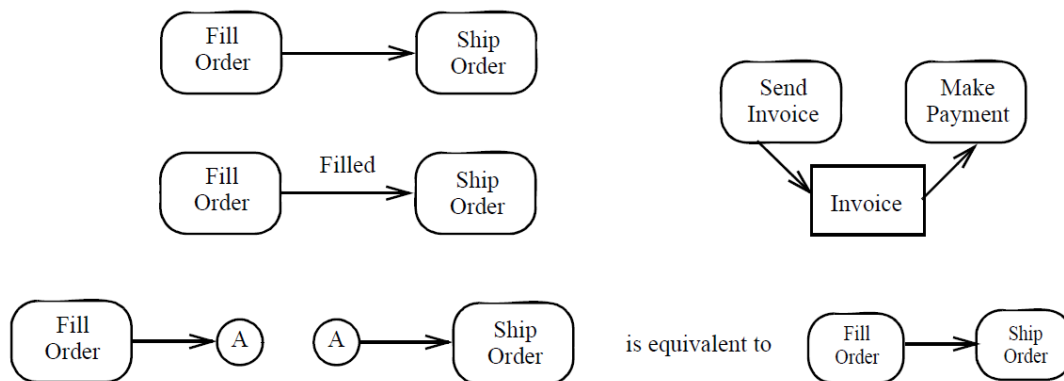 Fill
Order
Ship
Order
Send
Invoice
Make
Payment
Fill
Order
Filled
Ship
Order
Invoice
Fill
Order
A
A
Ship
Order
is equivalent to
Fill
Order
Ship
Order